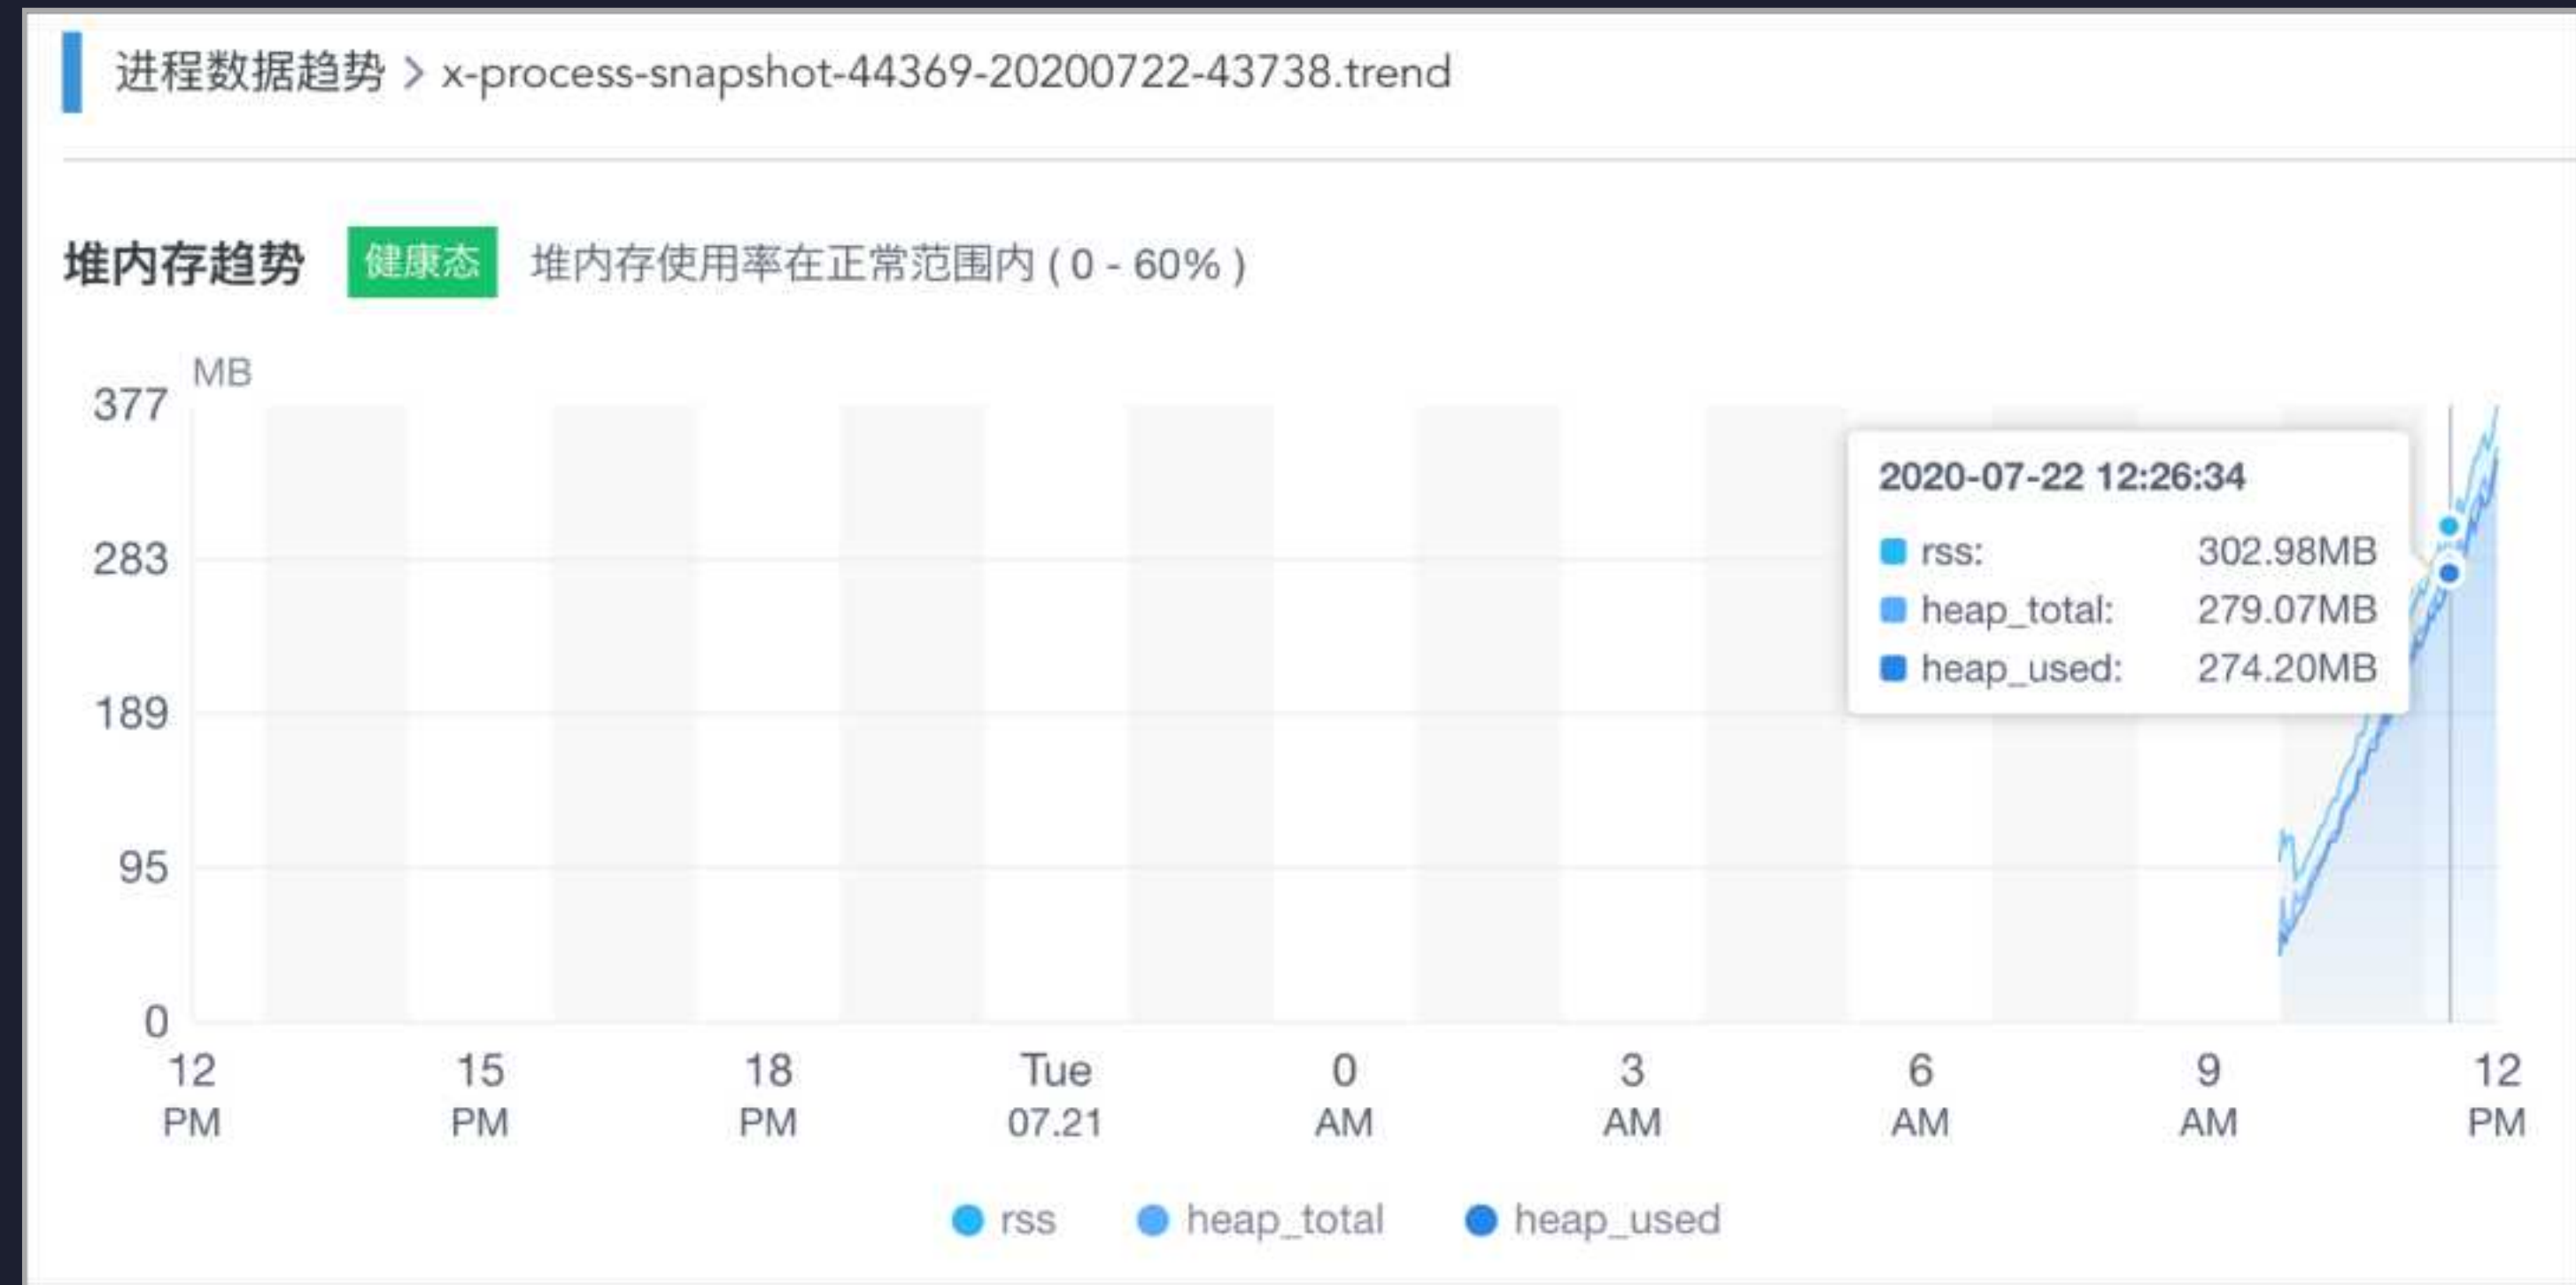 进程数据趋势 > x-process-snapshot-44369-20200722-43738.trend
堆内存趋势 健康态 堆内存使用率在正常范围内 ( 0 - 60% )
MB
377
283
189
95
0
2020-07-22 12:26:34
rss: 302.98MB
heap_total: 279.07MB
heap_used: 274.20MB
12 15 18 Tue 0 3 6 9 12
PM PM PM 07.21 AM AM AM AM PM
rss heap_total heap_used